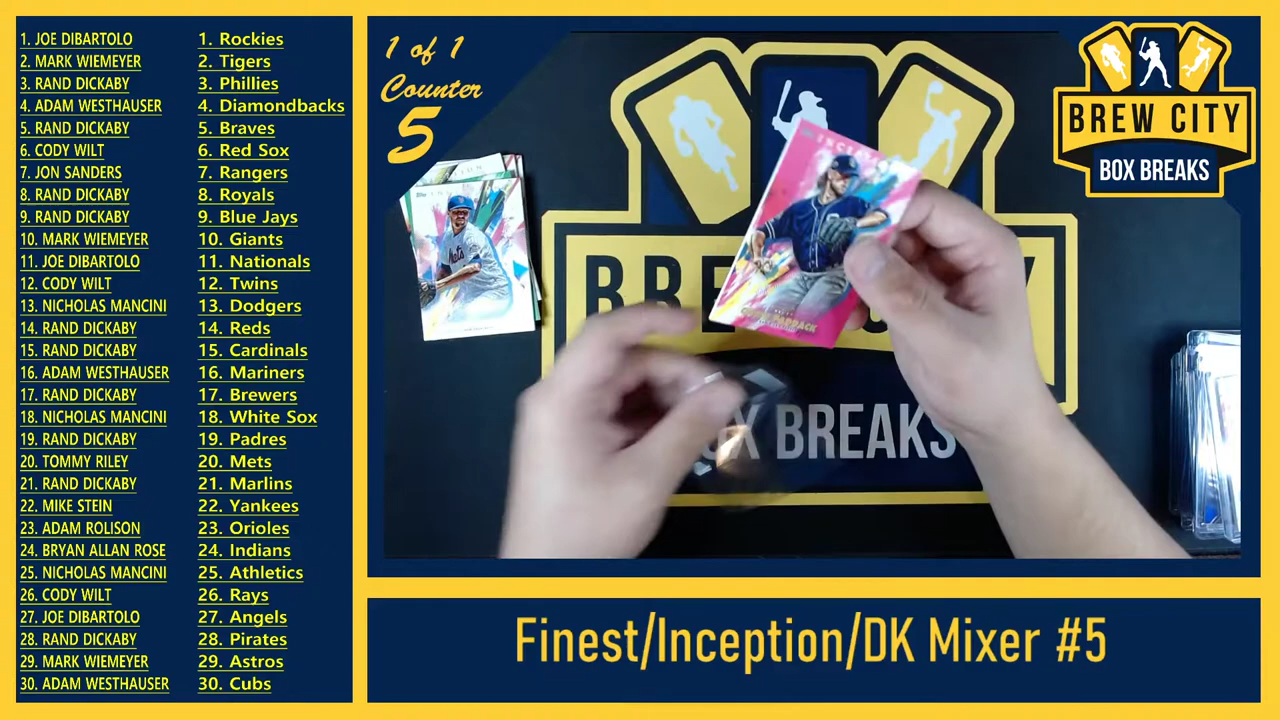 1. JOE DIBARTOLO
2. MARK WIEMEYER
3. RAND DICKABY
4. ADAM WESTHAUSER
5. RAND DICKABY
6. CODY WILT
7. JON SANDERS
8. RAND DICKABY
9. RAND DICKABY
10. MARK WIEMEYER
11. JOE DIBARTOLO
12. CODY WILT
13. NICHOLAS MANCINI
14. RAND DICKABY
15. RAND DICKABY
16. ADAM WESTHAUSER
17. RAND DICKABY
18. NICHOLAS MANCINI
19. RAND DICKABY
20. TOMMY RILEY
21. RAND DICKABY
22. MIKE STEIN
23. ADAM ROLISON
24. BRYAN ALLAN ROSE
25. NICHOLAS MANCINI
26. CODY WILT
27. JOE DIBARTOLO
28. RAND DICKABY
29. MARK WIEMEYER
30. ADAM WESTHAUSER
1. Rockies
2. Tigers
3. Phillies
4. Diamondbacks
5. Braves
6. Red Sox
7. Rangers
8. Royals
9. Blue Jays
10. Giants
11. Nationals
12. Twins
13. Dodgers
14. Reds
15. Cardinals
16. Mariners
17. Brewers
18. White Sox
19. Padres
20. Mets
21. Marlins
22. Yankees
23. Orioles
24. Indians
25. Athletics
26. Rays
27. Angels
28. Pirates
29. Astros
30. Cubs
1 of 1
Counter
5
BREW CITY
BOX BREAKS
Mets
PADDACK
BREAKS
Finest/Inception/DK Mixer #5